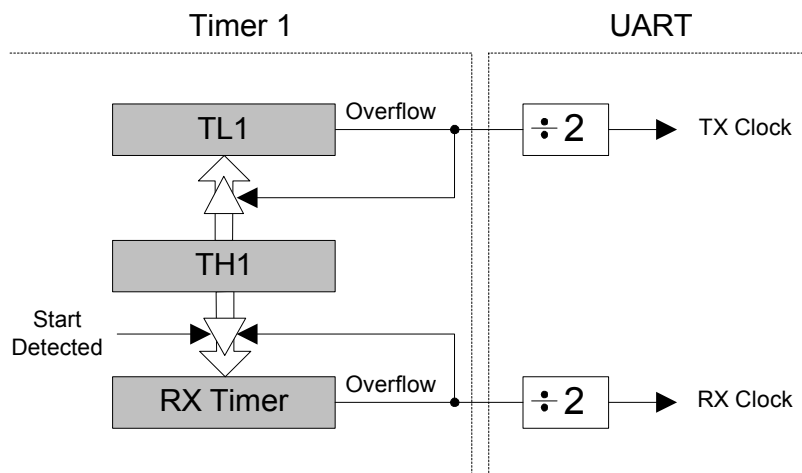 Timer 1
UART
TL1
Overflow
÷ 2
TX Clock
TH1
Start
Detected
RX Timer
Overflow
÷ 2
RX Clock